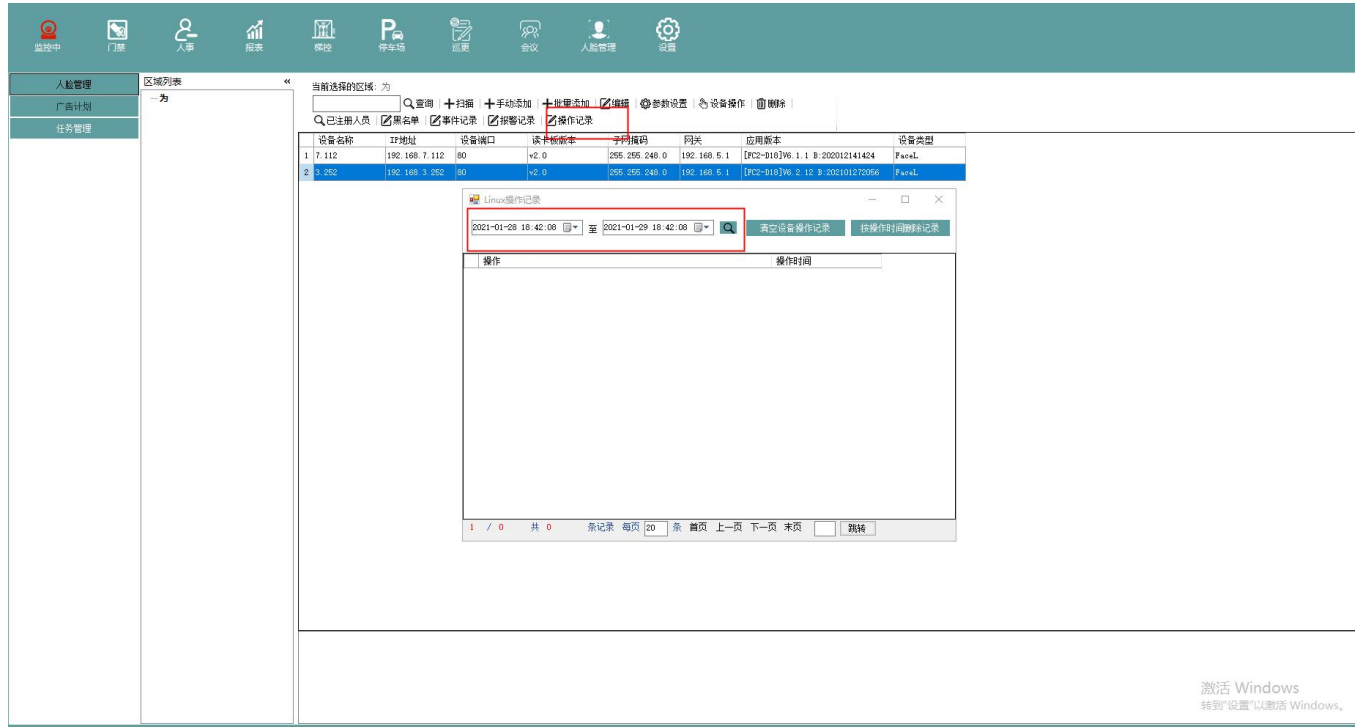 监控中 门禁 人事 报表 梯控 停车场 巡更 会议 人脸管理 设置
人脸管理
广告计划
任务管理
区域列表 «
为
当前选择的区域: 为
查询 扫描 手动添加 批量添加 编辑 参数设置 设备操作 删除
已注册人员 黑名单 事件记录 报警记录 操作记录
设备名称 IP地址 设备端口 读卡板版本 子网掩码 网关 应用版本 设备类型
1 7.112 192.168.7.112 80 v2.0 255.255.248.0 192.168.5.1 [FC2-D18]V6.1.1 B:202012141424 FaceL
2 3.252 192.168.3.252 80 v2.0 255.255.248.0 192.168.5.1 [FC2-D18]V6.2.12 B:202101272056 FaceL
Linux操作记录
2021-01-28 18:42:08 至 2021-01-29 18:42:08 清空设备操作记录 按操作时间删除记录
操作 操作时间
1 / 0 共 0 条记录 每页 20 条 首页 上一页 下一页 末页 跳转
激活 Windows
转到"设置"以激活 Windows。